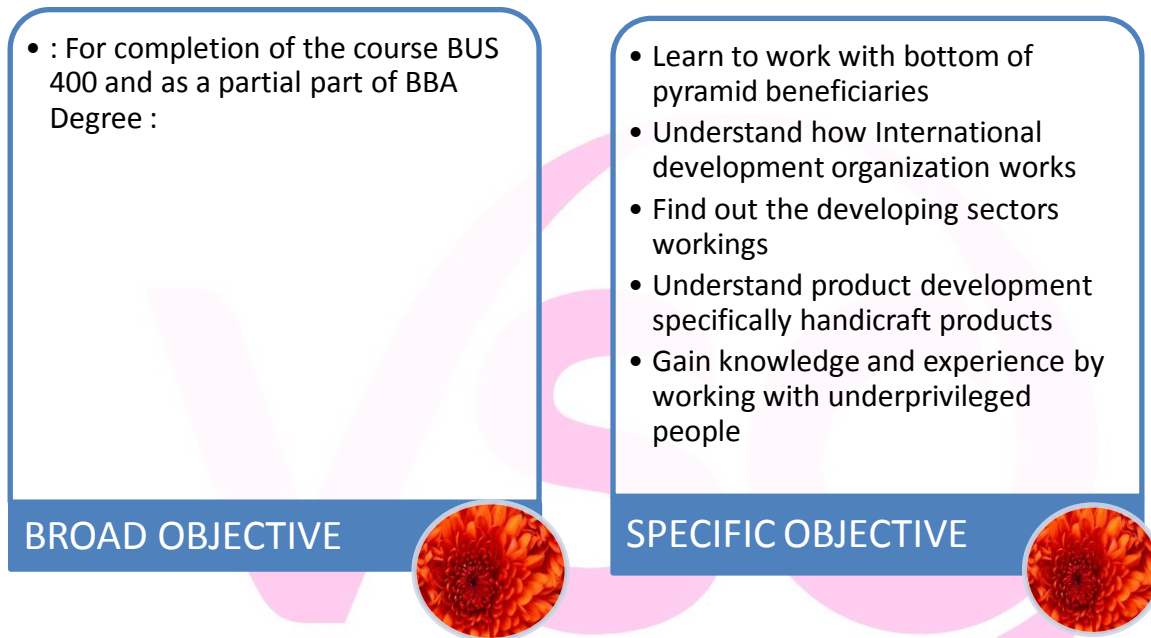 • : For completion of the course BUS
400 and as a partial part of BBA
Degree :
BROAD OBJECTIVE
• Learn to work with bottom of
pyramid beneficiaries
• Understand how International
development organization works
• Find out the developing sectors
workings
• Understand product development
specifically handicraft products
• Gain knowledge and experience by
working with underprivileged
people
SPECIFIC OBJECTIVE
vso